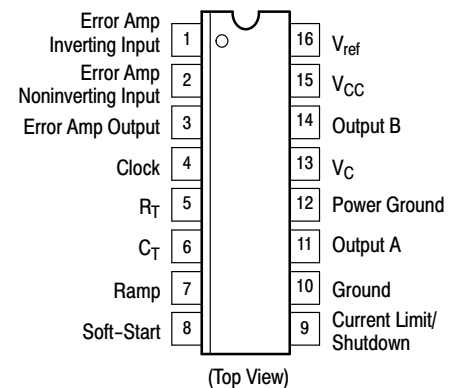 Error Amp
Inverting Input
1
Error Amp
Noninverting Input
2
Error Amp Output
3
Clock
4
RT
5
CT
6
Ramp
7
Soft-Start
8
16
Vref
15
VCC
14
Output B
13
VC
12
Power Ground
11
Output A
10
Ground
9
Current Limit/
Shutdown
(Top View)